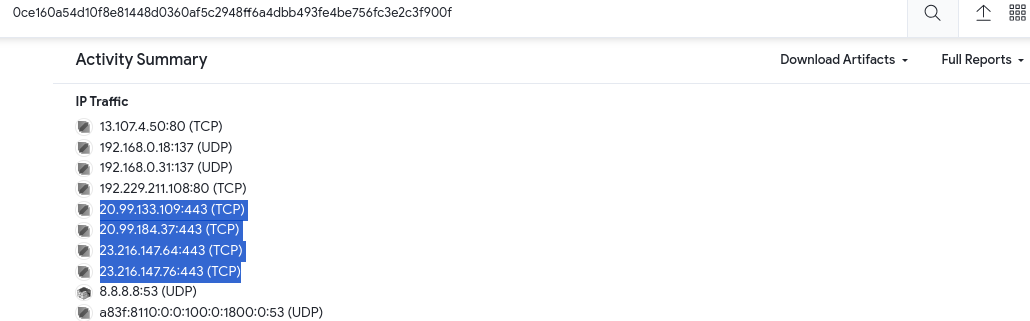 0ce160a54d10f8e81448d0360af5c2948ff6a4dbb493fe4be756fc3e2c3f900f
Activity Summary
Download Artifacts
Full Reports
IP Traffic
13.107.4.50:80 (TCP)
192.168.0.18:137 (UDP)
192.168.0.31:137 (UDP)
192.229.211.108:80 (TCP)
20.99.133.109:443 (TCP)
20.99.184.37:443 (TCP)
23.216.147.64:443 (TCP)
23.216.147.76:443 (TCP)
8.8.8.8:53 (UDP)
a83f:8110:0:0:100:0:1800:0:53 (UDP)